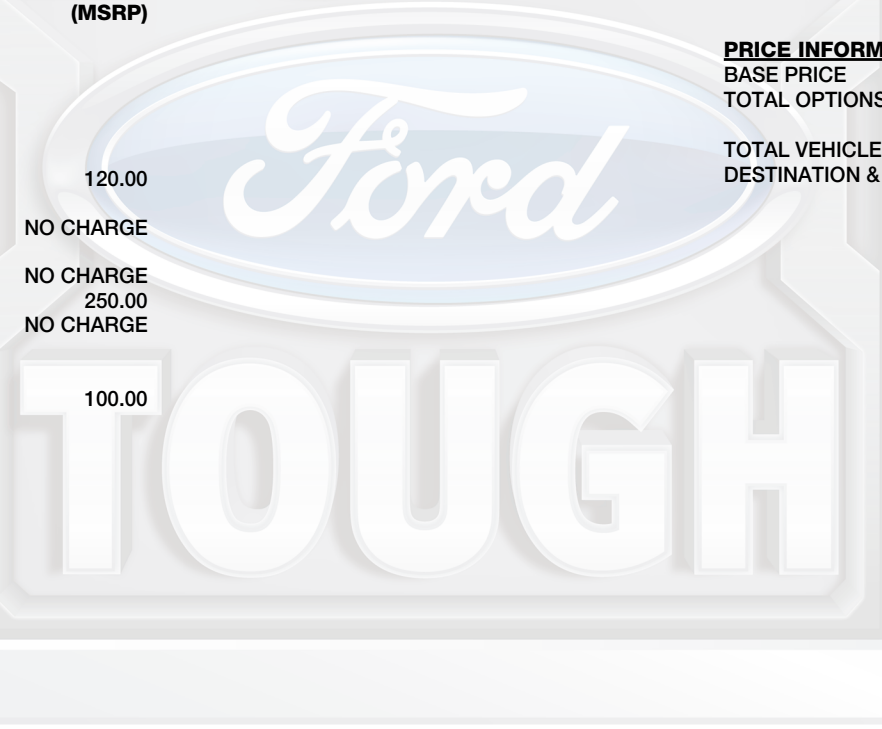 (MSRP)
120.00
NO CHARGE
NO CHARGE
250.00
NO CHARGE
100.00
PRICE INFORM
BASE PRICE
TOTAL OPTIONS
TOTAL VEHICLE
DESTINATION &
Ford
TOUGH